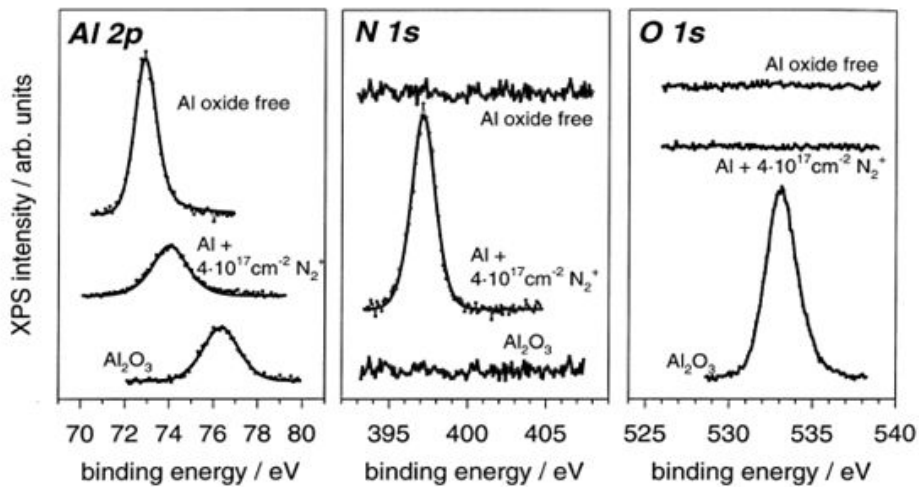 XPS intensity / arb. units
Al 2p
Al oxide free
Al +
4·10¹⁷cm⁻² N₂⁺
Al₂O₃
70 72 74 76 78 80
binding energy / eV
N 1s
Al oxide free
Al +
4·10¹⁷cm⁻² N₂⁺
Al₂O₃
395 400 405
binding energy / eV
O 1s
Al oxide free
Al + 4·10¹⁷cm⁻² N₂⁺
Al₂O₃
525 530 535 540
binding energy / eV